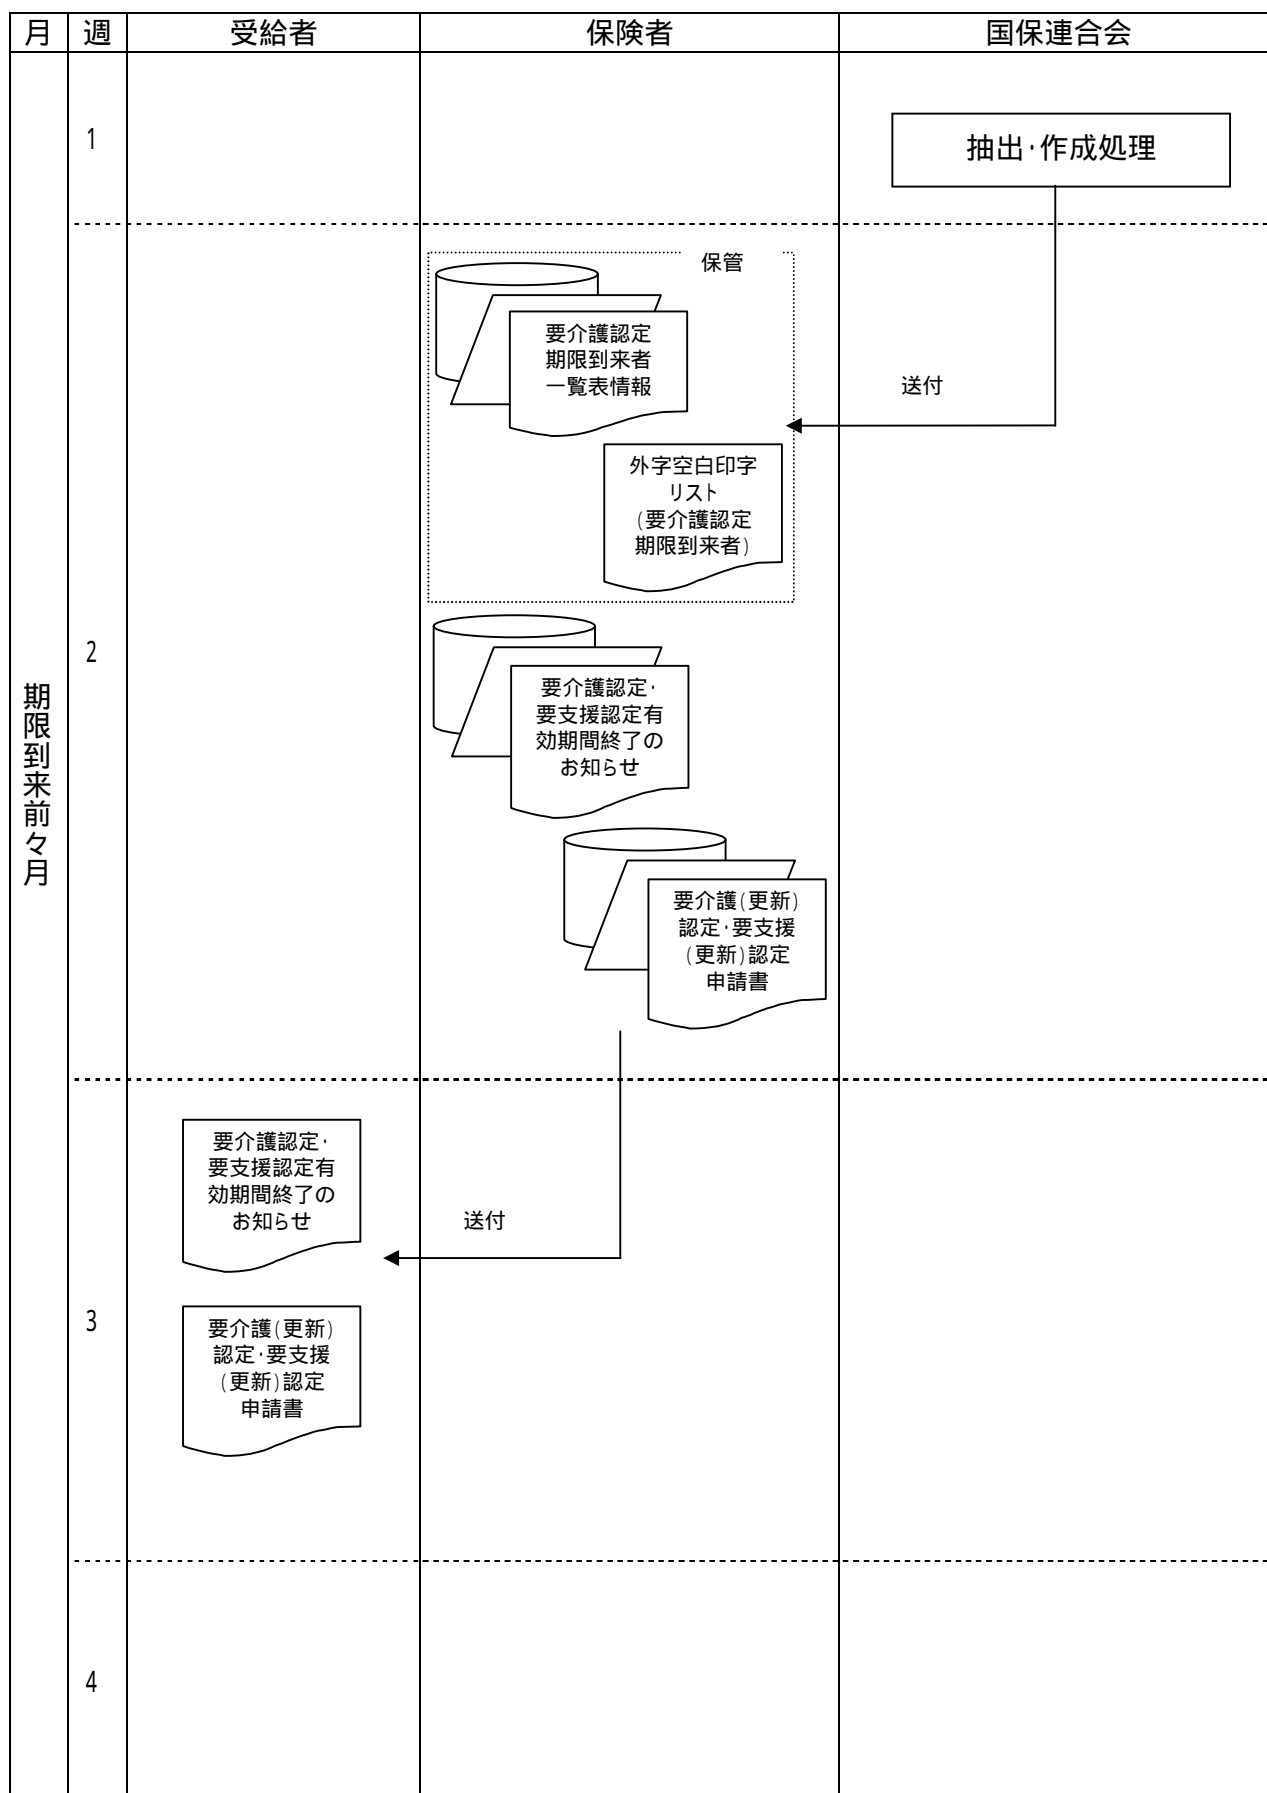 月 週 受給者 保険者 国保連合会
期限到来前々月
1
抽出・作成処理
2
保管
要介護認定
期限到来者
一覧表情報
送付
外字空白印字
リスト
(要介護認定
期限到来者)
要介護認定・
要支援認定有
効期間終了の
お知らせ
要介護(更新)
認定・要支援
(更新)認定
申請書
3
要介護認定・
要支援認定有
効期間終了の
お知らせ
送付
要介護(更新)
認定・要支援
(更新)認定
申請書
4